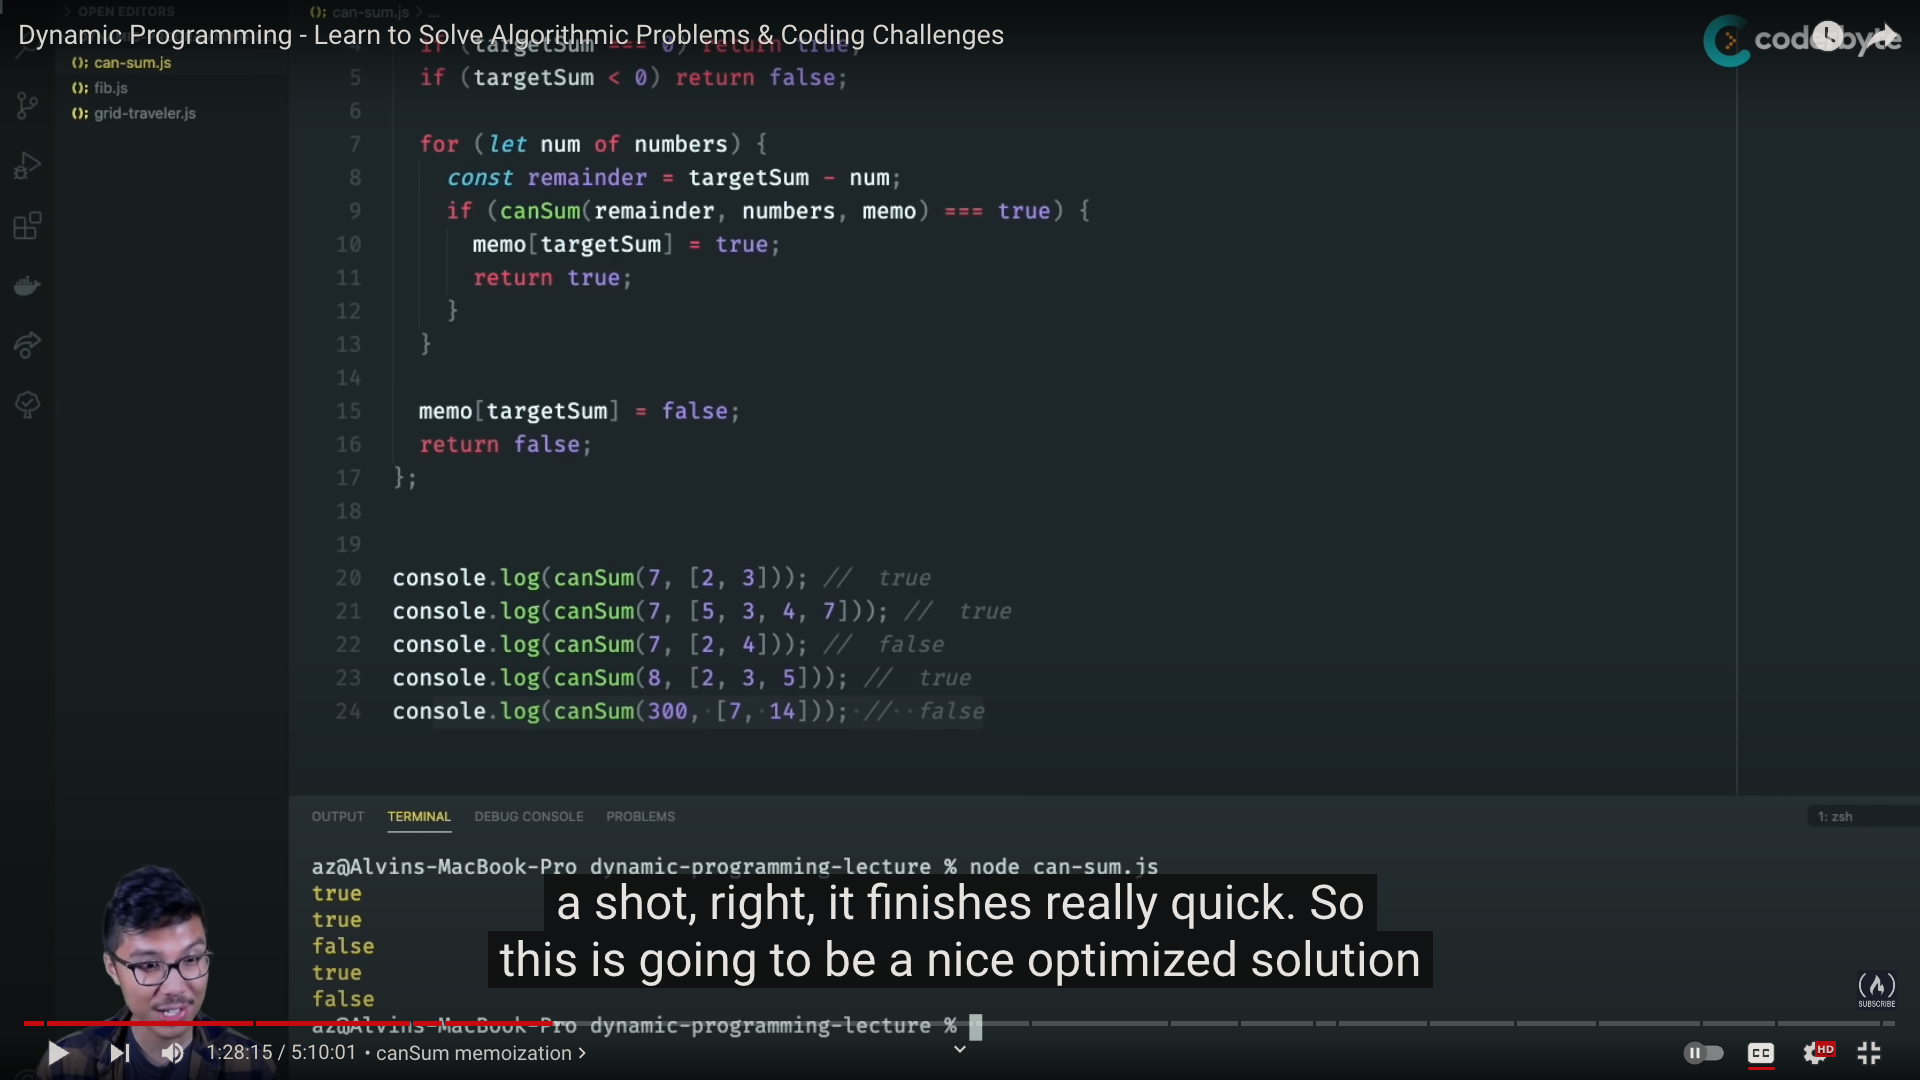 OPEN EDITORS
can-sum.js > ...
Dynamic Programming - Learn to Solve Algorithmic Problems & Coding Challenges
coderbyte
can-sum.js
fib.js
grid-traveler.js
4 if (targetSum === 0) return true;
5 if (targetSum < 0) return false;
6
7 for (let num of numbers) {
8 const remainder = targetSum - num;
9 if (canSum(remainder, numbers, memo) === true) {
10 memo[targetSum] = true;
11 return true;
12 }
13 }
14
15 memo[targetSum] = false;
16 return false;
17 };
18
19
20 console.log(canSum(7, [2, 3])); // true
21 console.log(canSum(7, [5, 3, 4, 7])); // true
22 console.log(canSum(7, [2, 4])); // false
23 console.log(canSum(8, [2, 3, 5])); // true
24 console.log(canSum(300, [7, 14])); // false
OUTPUT TERMINAL DEBUG CONSOLE PROBLEMS 1: zsh
az@Alvins-MacBook-Pro dynamic-programming-lecture % node can-sum.js
true
true
false
true
false
a shot, right, it finishes really quick. So
this is going to be a nice optimized solution
SUBSCRIBE
az@Alvins-MacBook-Pro dynamic-programming-lecture %
1:28:15 / 5:10:01 • canSum memoization >
CC
HD